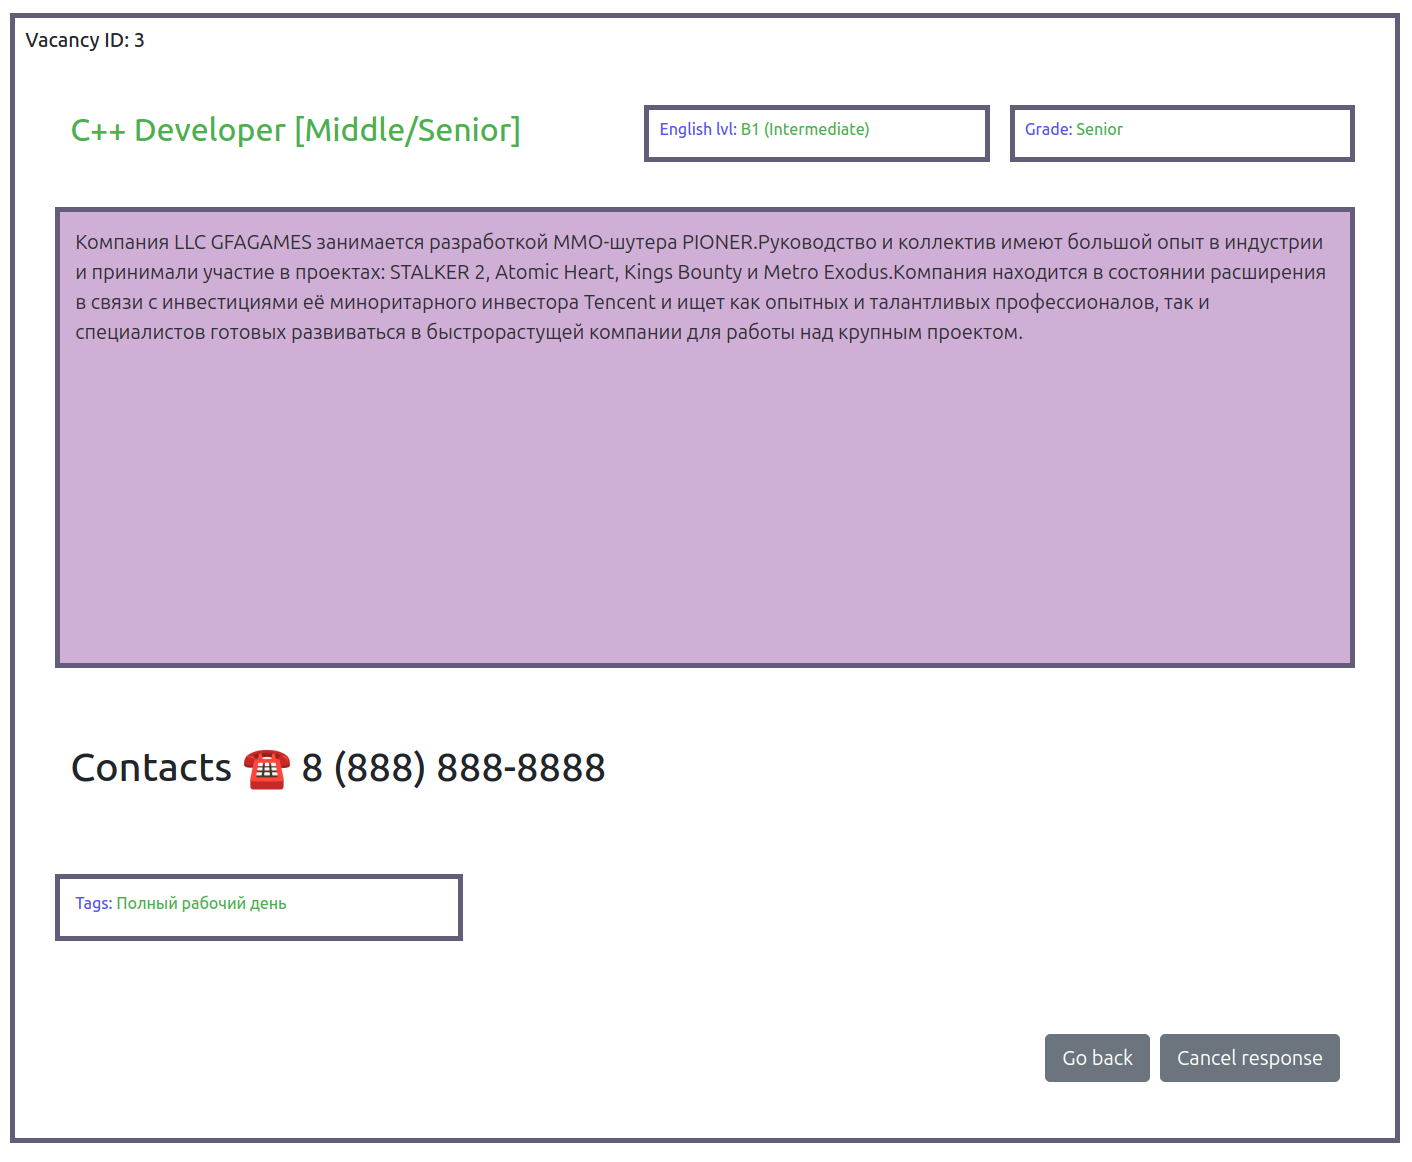 Vacancy ID: 3
C++ Developer [Middle/Senior]
English lvl: B1 (Intermediate)
Grade: Senior
Компания LLC GFAGAMES занимается разработкой ММО-шутера PIONER.Руководство и коллектив имеют большой опыт в индустрии
и принимали участие в проектах: STALKER 2, Atomic Heart, Kings Bounty и Metro Exodus.Компания находится в состоянии расширения
в связи с инвестициями её миноритарного инвестора Tencent и ищет как опытных и талантливых профессионалов, так и
специалистов готовых развиваться в быстрорастущей компании для работы над крупным проектом.
Contacts ☎️ 8 (888) 888-8888
Tags: Полный рабочий день
Go back
Cancel response